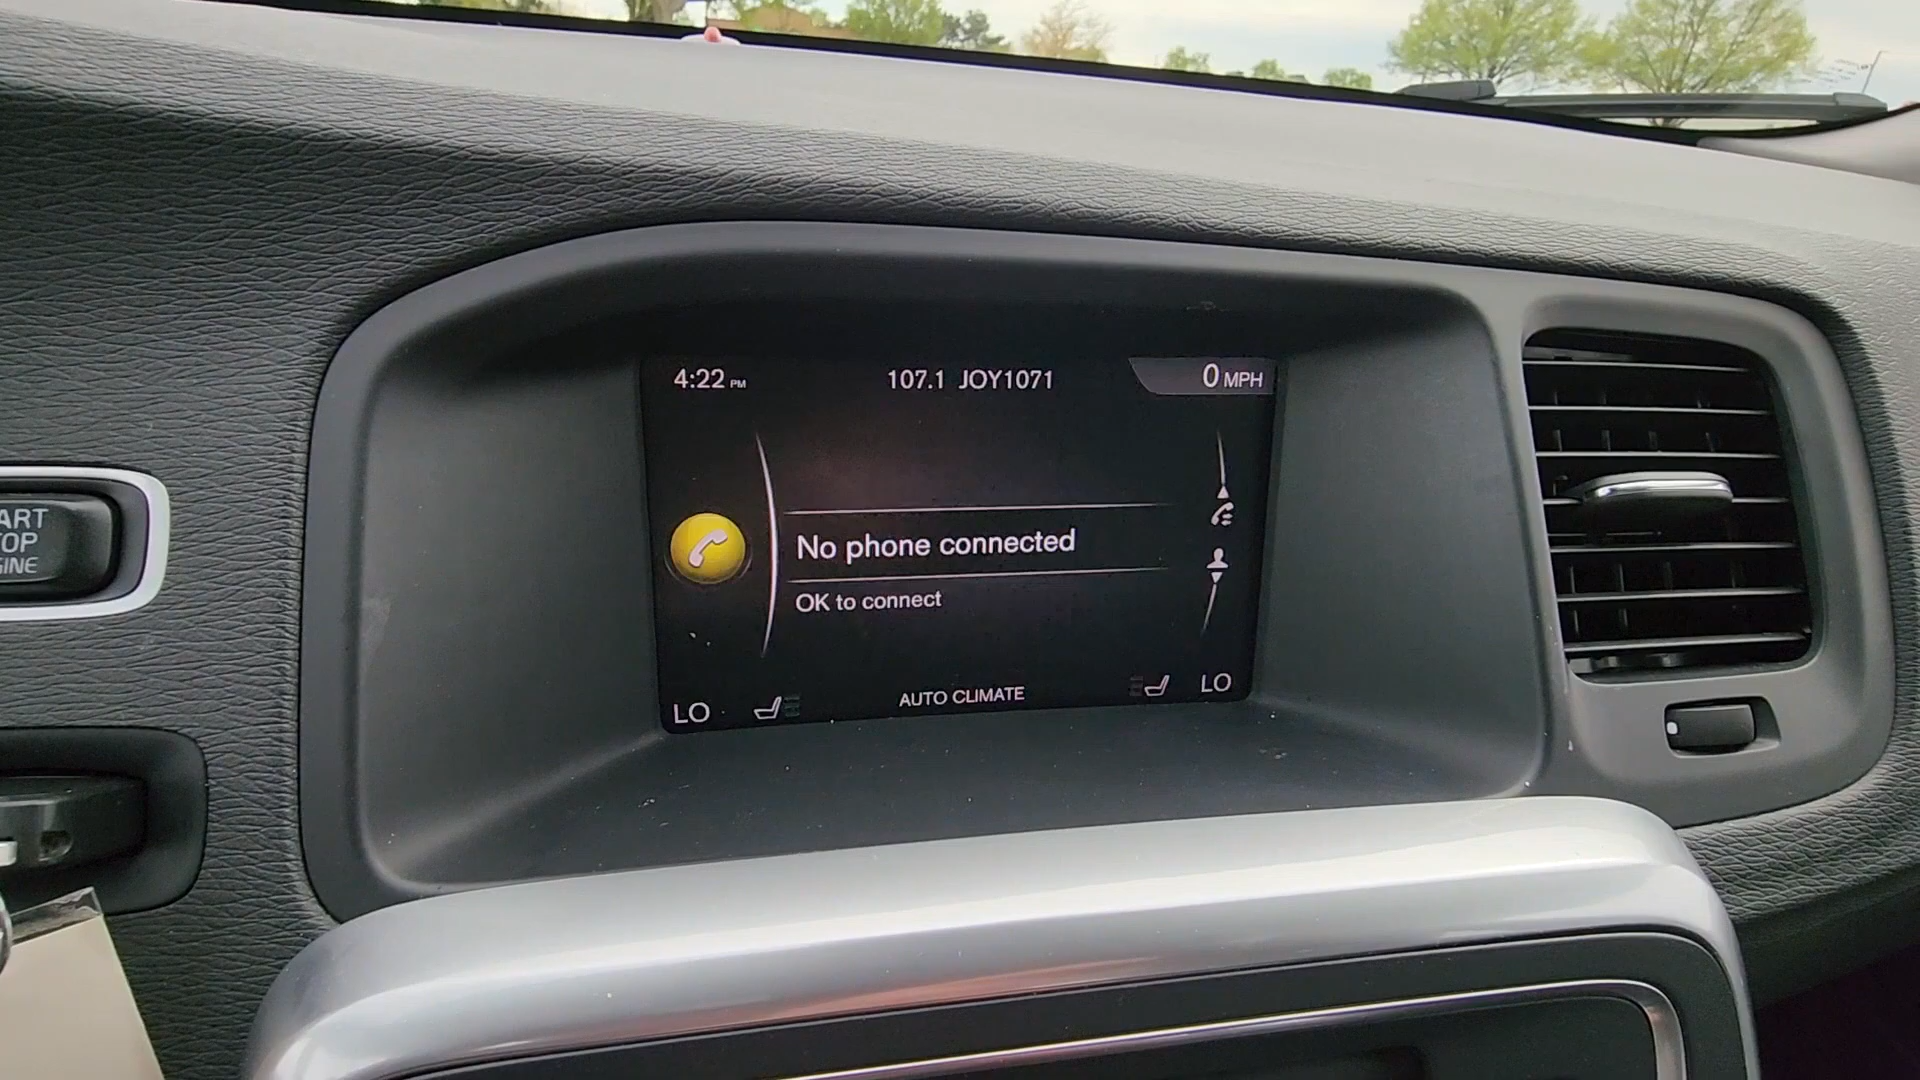 4:22 PM
107.1 JOY1071
0 MPH
No phone connected
OK to connect
LO
AUTO CLIMATE
LO
ART
TOP
GINE